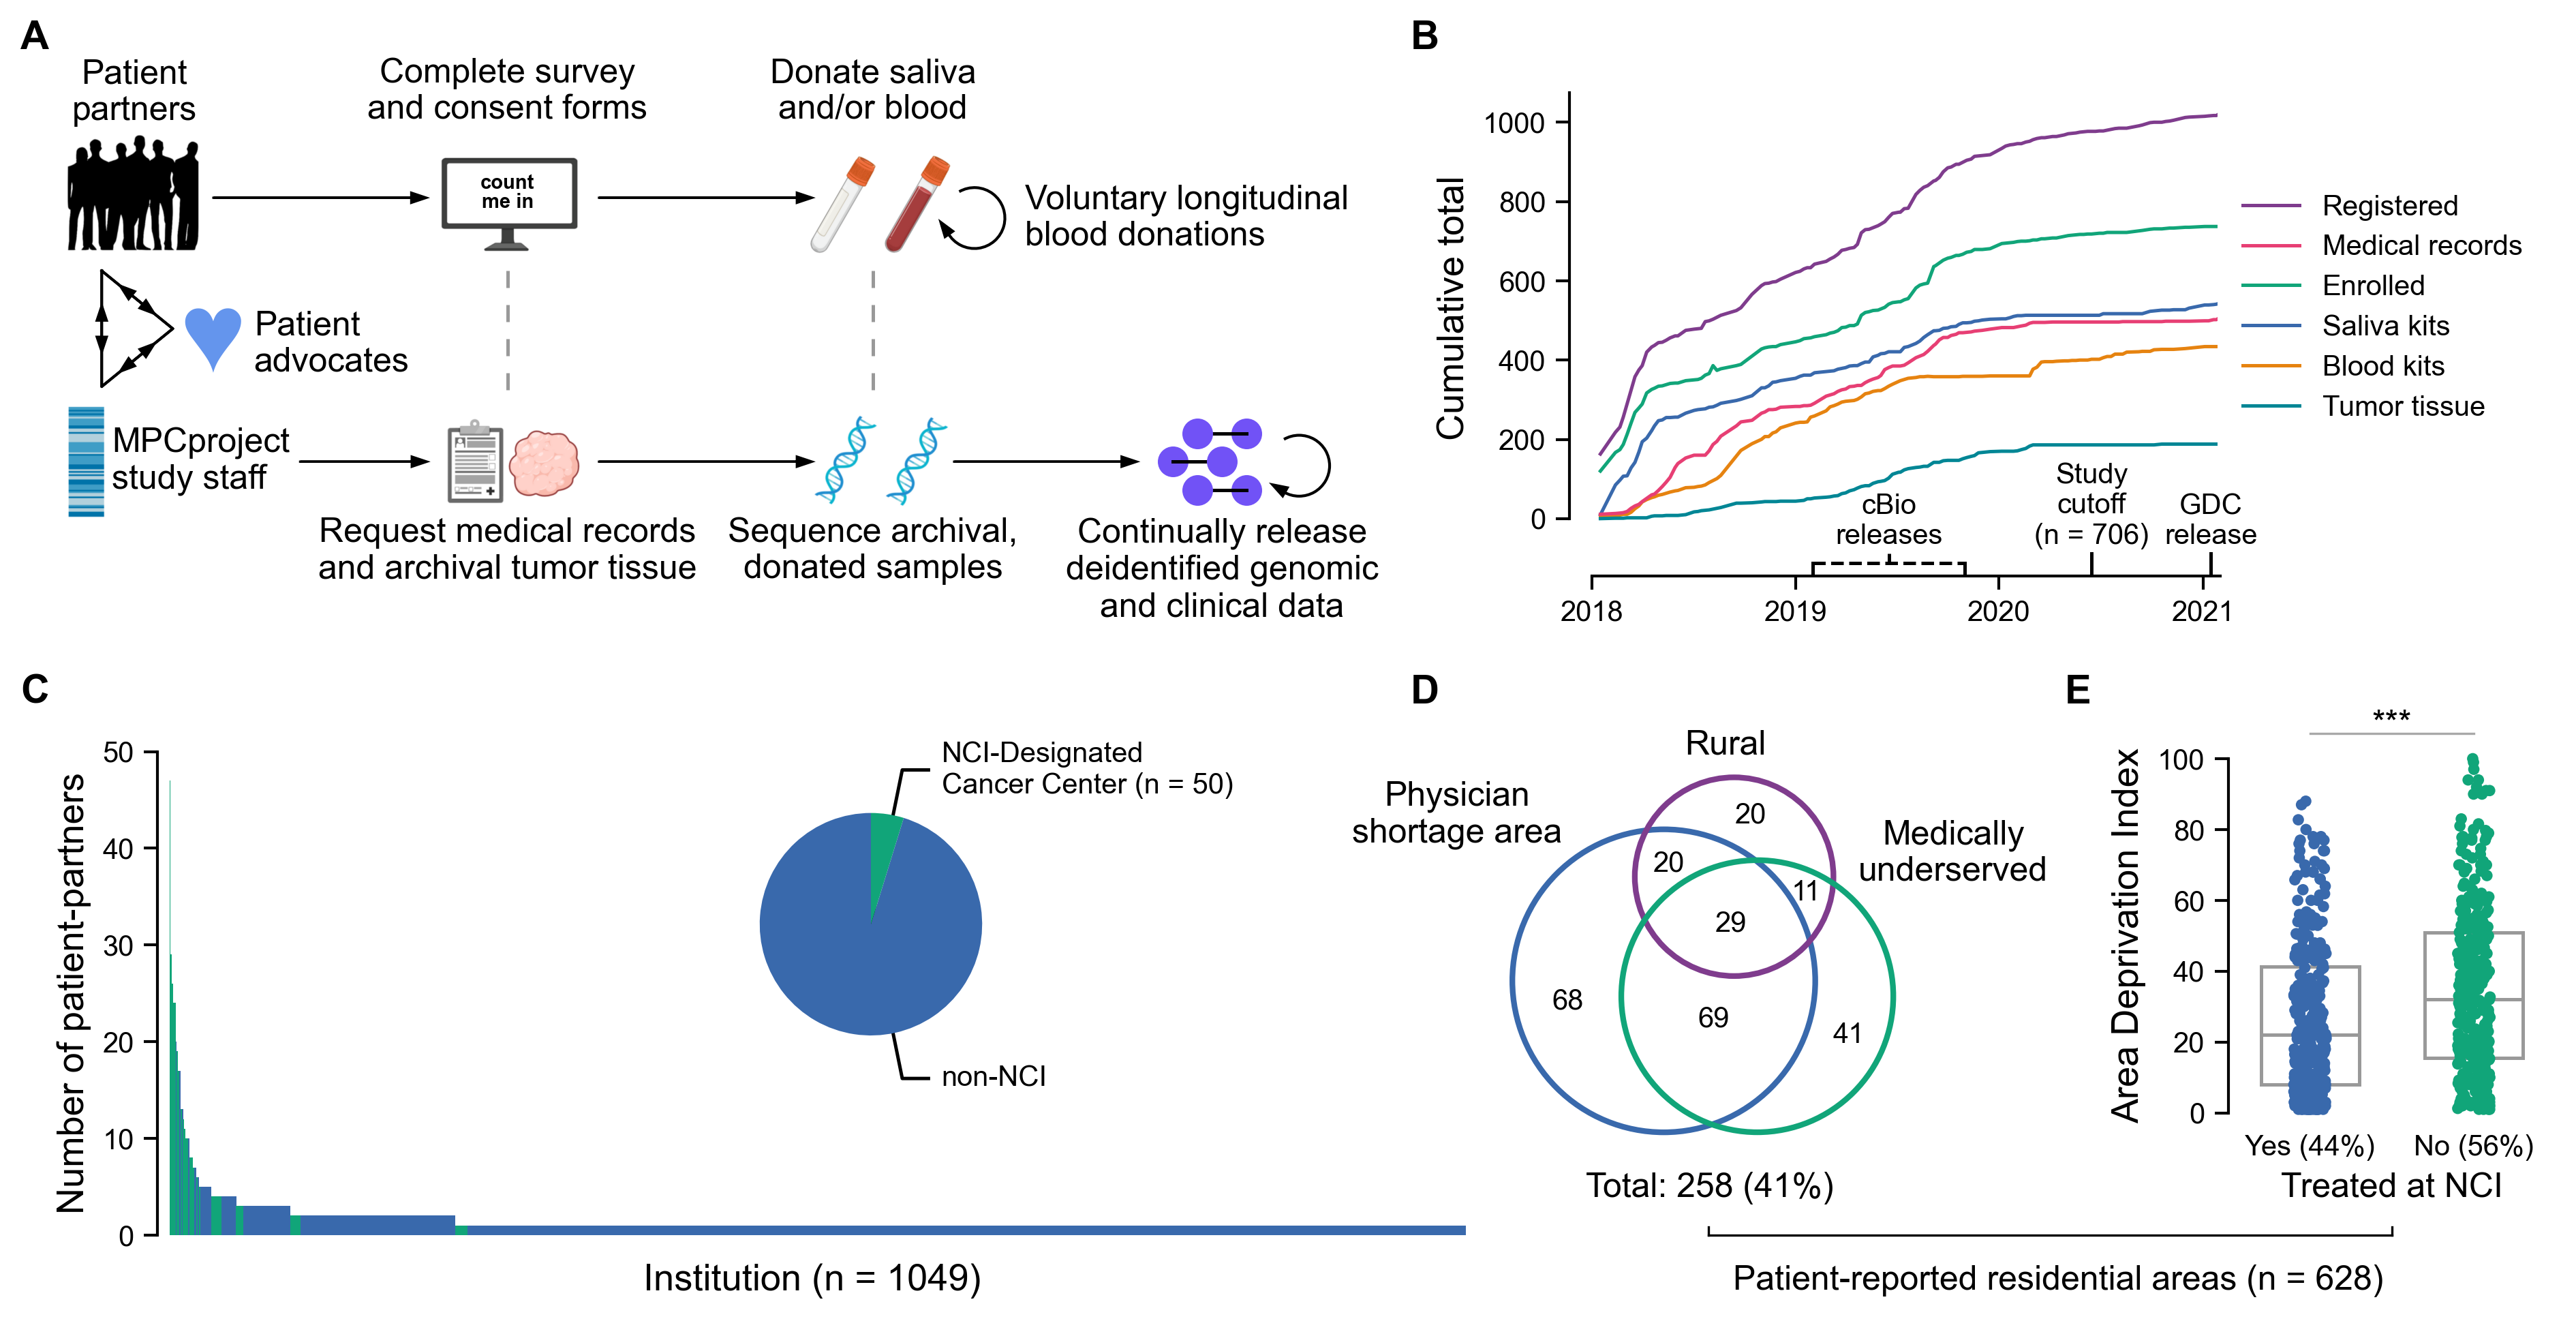 A
Patient
partners
Complete survey
and consent forms
Donate saliva
and/or blood
count
me in
Voluntary longitudinal
blood donations
Patient
advocates
MPCproject
study staff
Request medical records
and archival tumor tissue
Sequence archival,
donated samples
Continually release
deidentified genomic
and clinical data
B
Cumulative total
1000
800
600
400
200
0
Registered
Medical records
Enrolled
Saliva kits
Blood kits
Tumor tissue
cBio
releases
Study
cutoff
(n = 706)
GDC
release
2018
2019
2020
2021
C
Number of patient-partners
50
40
30
20
10
0
NCI-Designated
Cancer Center (n = 50)
non-NCI
Institution (n = 1049)
D
Rural
Physician
shortage area
Medically
underserved
20
20
11
29
68
69
41
Total: 258 (41%)
E
***
Area Deprivation Index
100
80
60
40
20
0
Yes (44%)
No (56%)
Treated at NCI
Patient-reported residential areas (n = 628)